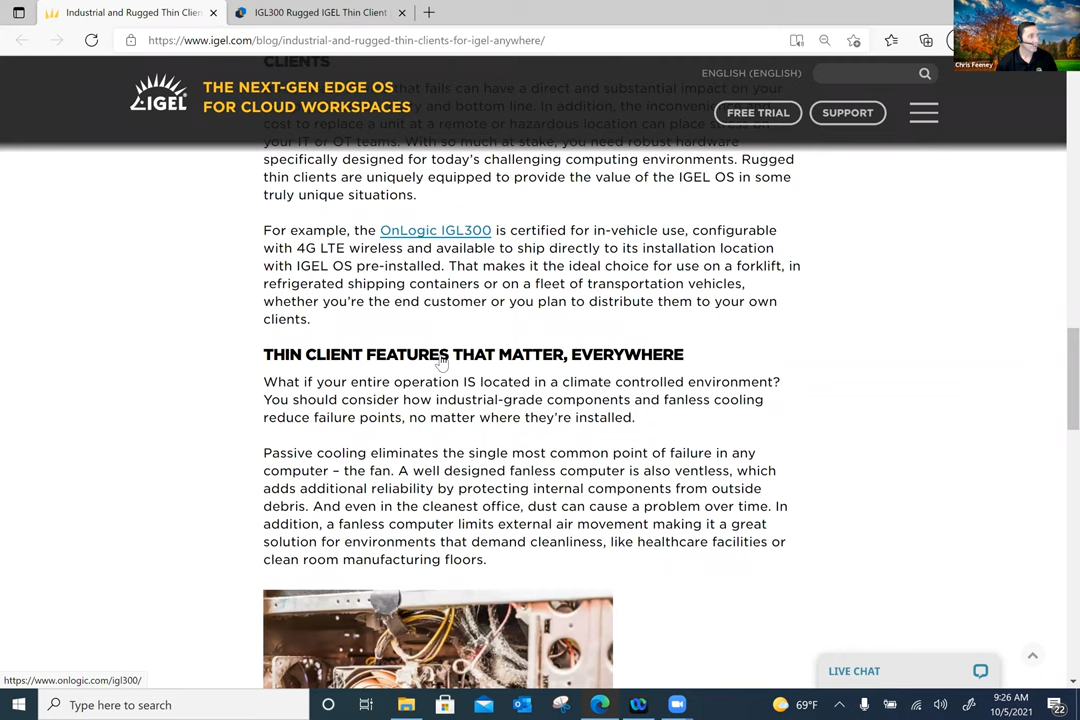 Industrial and Rugged Thin Clien
IGL300 Rugged IGEL Thin Client
https://www.igel.com/blog/industrial-and-rugged-thin-clients-for-igel-anywhere/
Chris Feeney
CLIENTS
ENGLISH (ENGLISH)
IGEL
THE NEXT-GEN EDGE OS
FOR CLOUD WORKSPACES
FREE TRIAL
SUPPORT
that fails can have a direct and substantial impact on your
y and bottom line. In addition, the inconvenience and
cost to replace a unit at a remote or hazardous location can place stress on
your IT or OT teams. With so much at stake, you need robust hardware
specifically designed for today's challenging computing environments. Rugged
thin clients are uniquely equipped to provide the value of the IGEL OS in some
truly unique situations.
For example, the OnLogic IGL300 is certified for in-vehicle use, configurable
with 4G LTE wireless and available to ship directly to its installation location
with IGEL OS pre-installed. That makes it the ideal choice for use on a forklift, in
refrigerated shipping containers or on a fleet of transportation vehicles,
whether you're the end customer or you plan to distribute them to your own
clients.
THIN CLIENT FEATURES THAT MATTER, EVERYWHERE
What if your entire operation IS located in a climate controlled environment?
You should consider how industrial-grade components and fanless cooling
reduce failure points, no matter where they're installed.
Passive cooling eliminates the single most common point of failure in any
computer – the fan. A well designed fanless computer is also ventless, which
adds additional reliability by protecting internal components from outside
debris. And even in the cleanest office, dust can cause a problem over time. In
addition, a fanless computer limits external air movement making it a great
solution for environments that demand cleanliness, like healthcare facilities or
clean room manufacturing floors.
LIVE CHAT
https://www.onlogic.com/igl300/
Type here to search
69°F
9:26 AM
10/5/2021
22